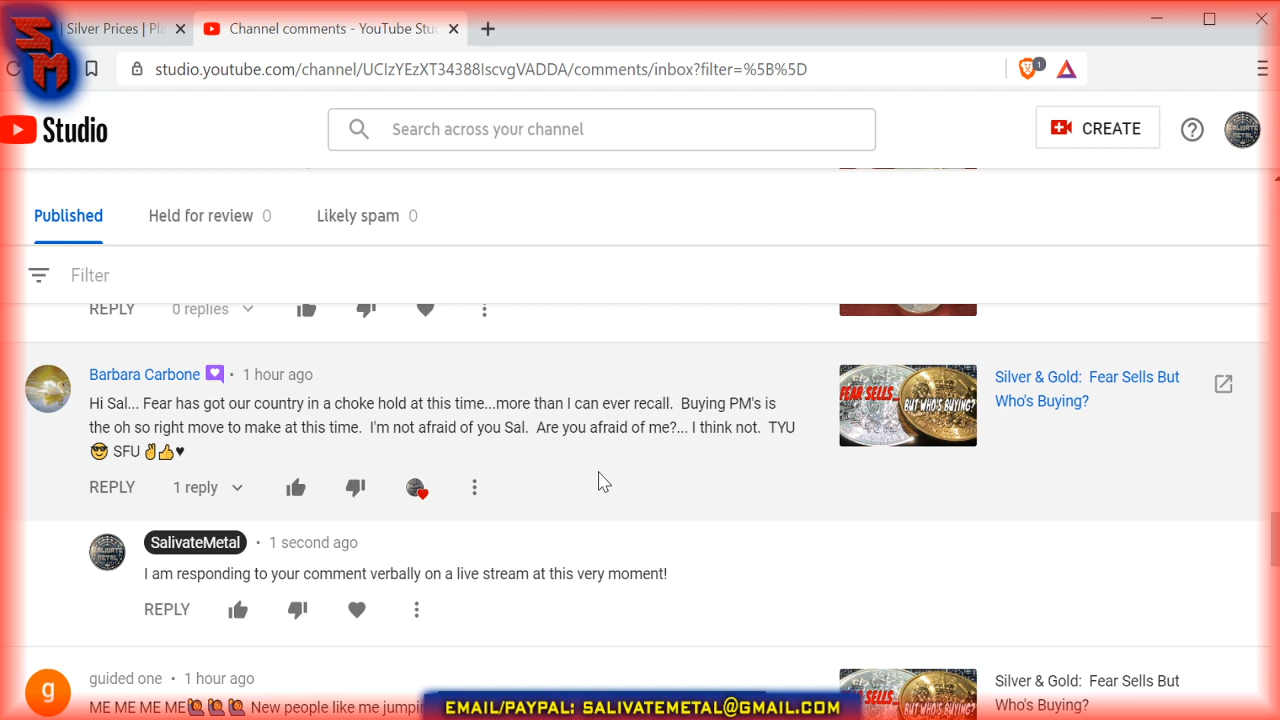 SM
| Silver Prices | Pl
Channel comments - YouTube Stu
studio.youtube.com/channel/UClzYEzXT34388IscvgVADDA/comments/inbox?filter=%5B%5D
1
Studio
Search across your channel
CREATE
Published
Held for review 0
Likely spam 0
Filter
REPLY
0 replies
Barbara Carbone • 1 hour ago
Hi Sal... Fear has got our country in a choke hold at this time...more than I can ever recall. Buying PM's is
the oh so right move to make at this time. I'm not afraid of you Sal. Are you afraid of me?... I think not. TYU
😎 SFU ✌👍♥
REPLY
1 reply
FEAR SELLS...
BUT WHO'S BUYING?
Silver & Gold: Fear Sells But
Who's Buying?
SalivateMetal • 1 second ago
I am responding to your comment verbally on a live stream at this very moment!
REPLY
g
guided one • 1 hour ago
ME ME ME ME🙋🙋🙋 New people like me jumpi
Silver & Gold: Fear Sells But
Who's Buying?
EMAIL/PAYPAL: SALIVATEMETAL@GMAIL.COM